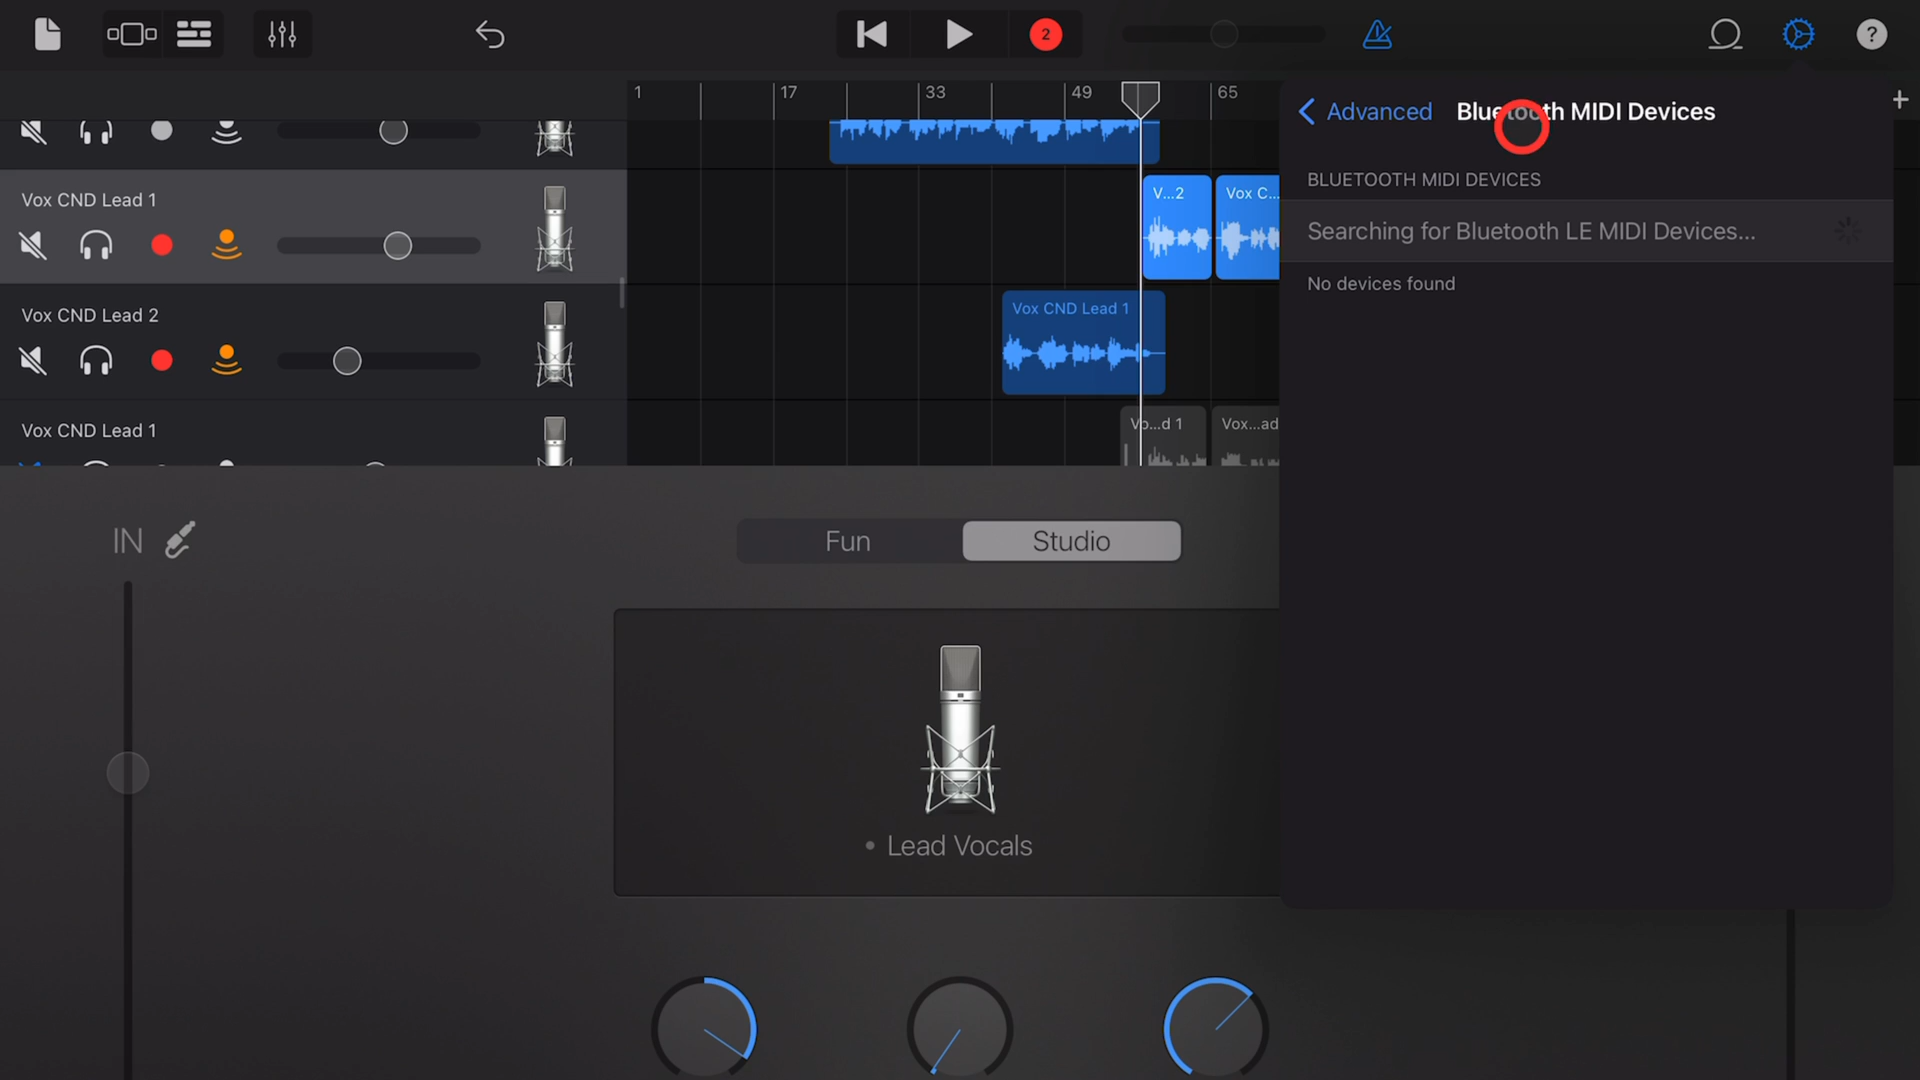 2
1
17
33
49
65
Advanced
Bluetooth MIDI Devices
BLUETOOTH MIDI DEVICES
Searching for Bluetooth LE MIDI Devices...
No devices found
Vox CND Lead 1
V...2
Vox C...
Vox CND Lead 2
Vox CND Lead 1
Vox CND Lead 1
Vo...d 1
Vox...ad
IN
Fun
Studio
• Lead Vocals
?
+